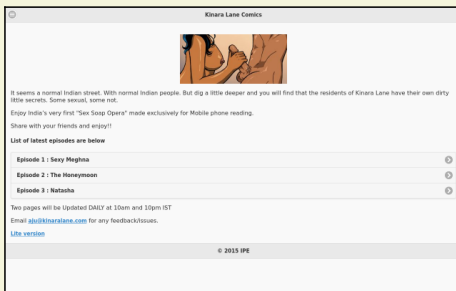 Kinara Lane Comics
It seems a normal Indian street. With normal Indian people. But dig a little deeper and you will find that the residents of Kinara Lane have their own dirty
little secrets. Some sexual, some not.
Enjoy India's very first "Sex Soap Opera" made exclusively for Mobile phone reading.
Share with your friends and enjoy!!
List of latest episodes are below
Episode 1 : Sexy Meghna
Episode 2 : The Honeymoon
Episode 3 : Natasha
Two pages will be Updated DAILY at 10am and 10pm IST
Email aju@kinaralane.com for any feedback/issues.
Lite version
© 2015 IPE